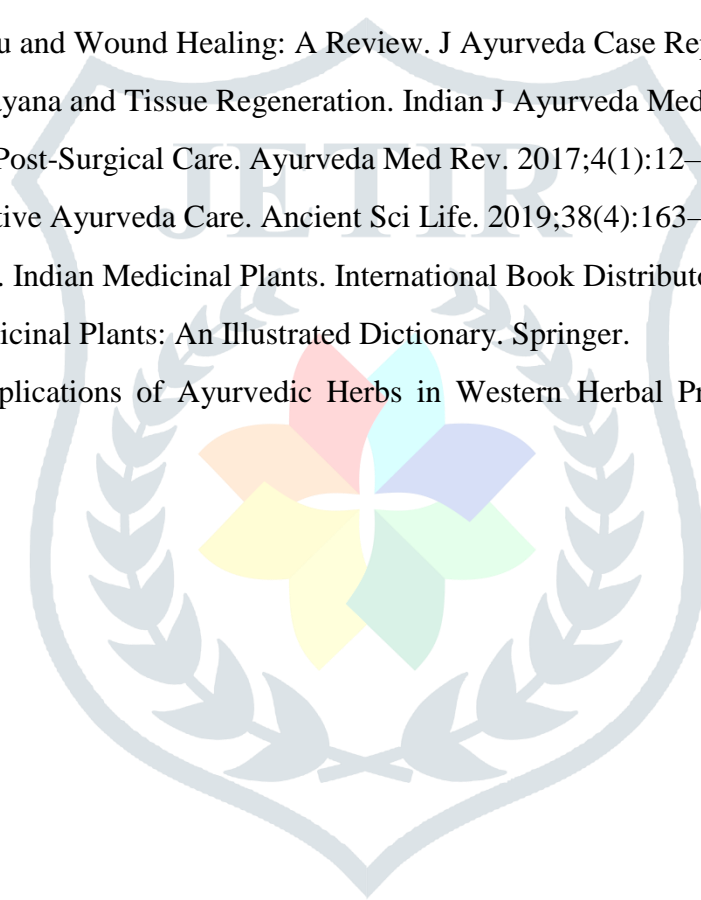 u and Wound Healing: A Review. J Ayurveda Case Rep
ayana and Tissue Regeneration. Indian J Ayurveda Med
Post-Surgical Care. Ayurveda Med Rev. 2017;4(1):12–
JETIR
tive Ayurveda Care. Ancient Sci Life. 2019;38(4):163–
. Indian Medicinal Plants. International Book Distribut
icinal Plants: An Illustrated Dictionary. Springer.
plications of Ayurvedic Herbs in Western Herbal Pr